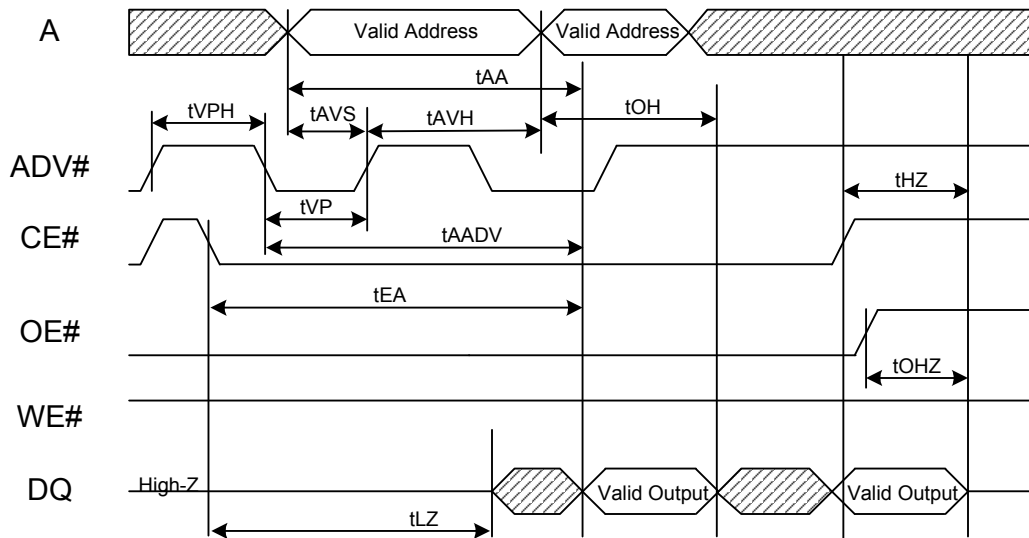 A
Valid Address
Valid Address
tAA
tVPH
tAVS
tAVH
tOH
ADV#
tHZ
tVP
CE#
tAADV
tEA
OE#
tOHZ
WE#
High-Z
DQ
Valid Output
Valid Output
tLZ